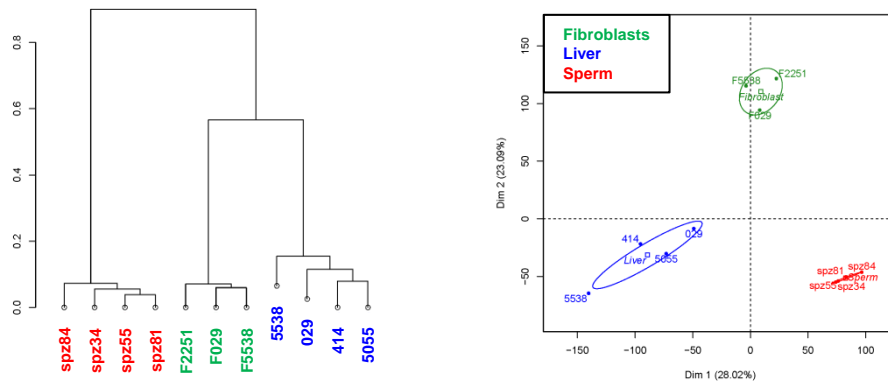 0.0
0.2
0.4
0.6
0.8
spz84
spz34
spz55
spz81
F2251
F029
F5538
5538
029
414
5055
Fibroblasts
Liver
Sperm
F5538
F2251
Fibroblast
F029
414
029
Liver
5055
5538
spz81
spz84
Sperm
spz55
spz34
150
100
50
0
−50
−100
Dim 2 (23.09%)
−150
−100
−50
0
50
100
Dim 1 (28.02%)